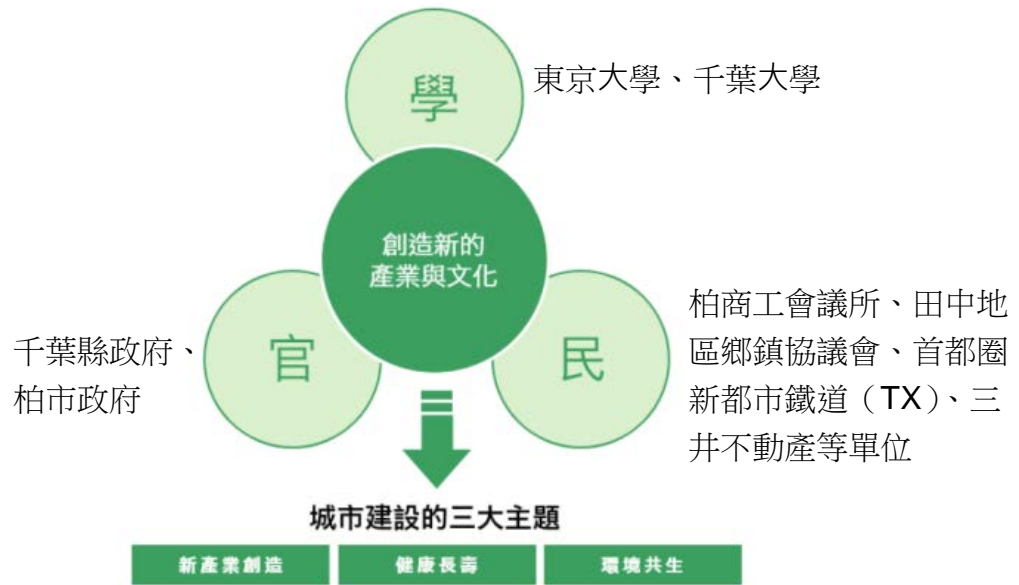 學
東京大學、千葉大學
創造新的
產業與文化
千葉縣政府、
柏市政府
官
民
柏商工會議所、田中地
區鄉鎮協議會、首都圈
新都市鐵道（TX）、三
井不動產等單位
城市建設的三大主題
新產業創造
健康長壽
環境共生